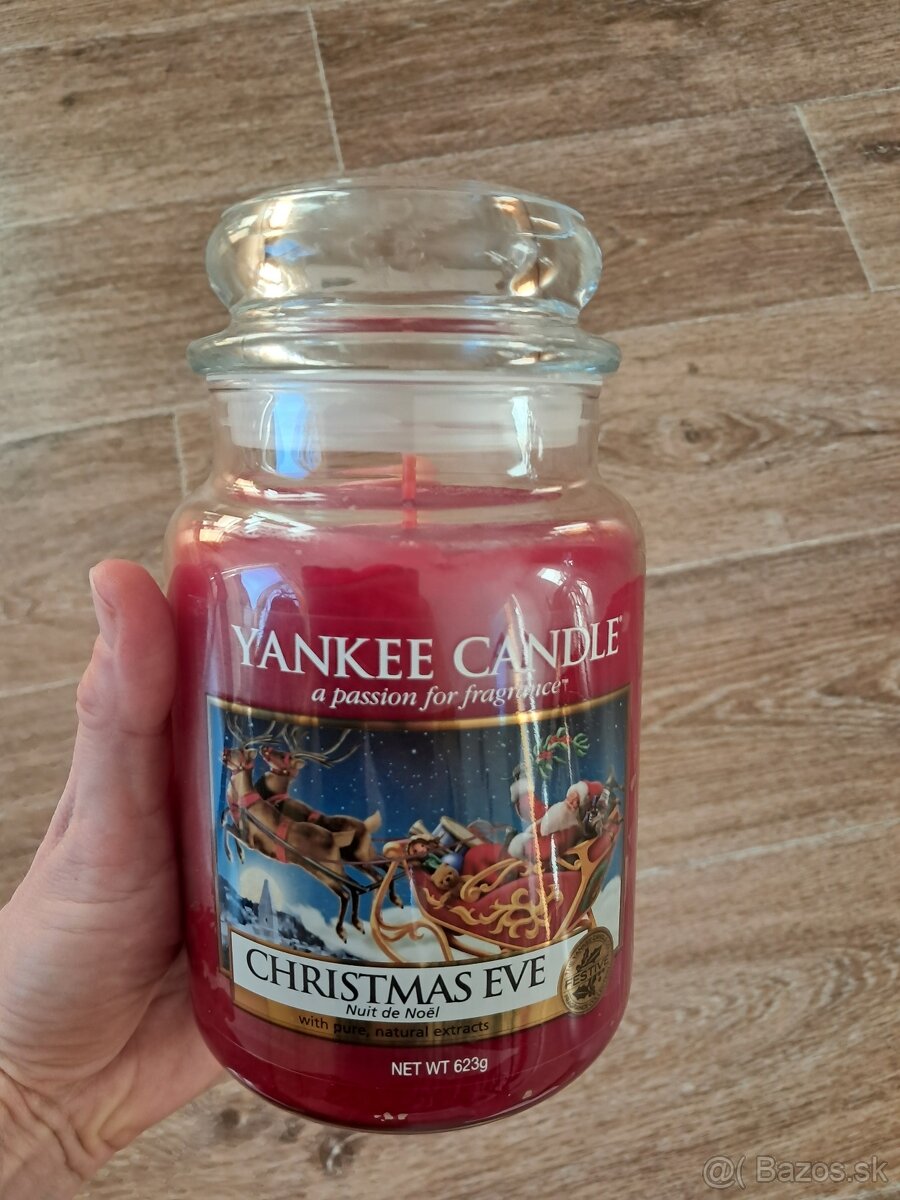 YANKEE CANDLE®
a passion for fragrance™
CHRISTMAS EVE
Nuit de Noël
FESTIVE
with pure, natural extracts
NET WT 623g
@( Bazos.sk